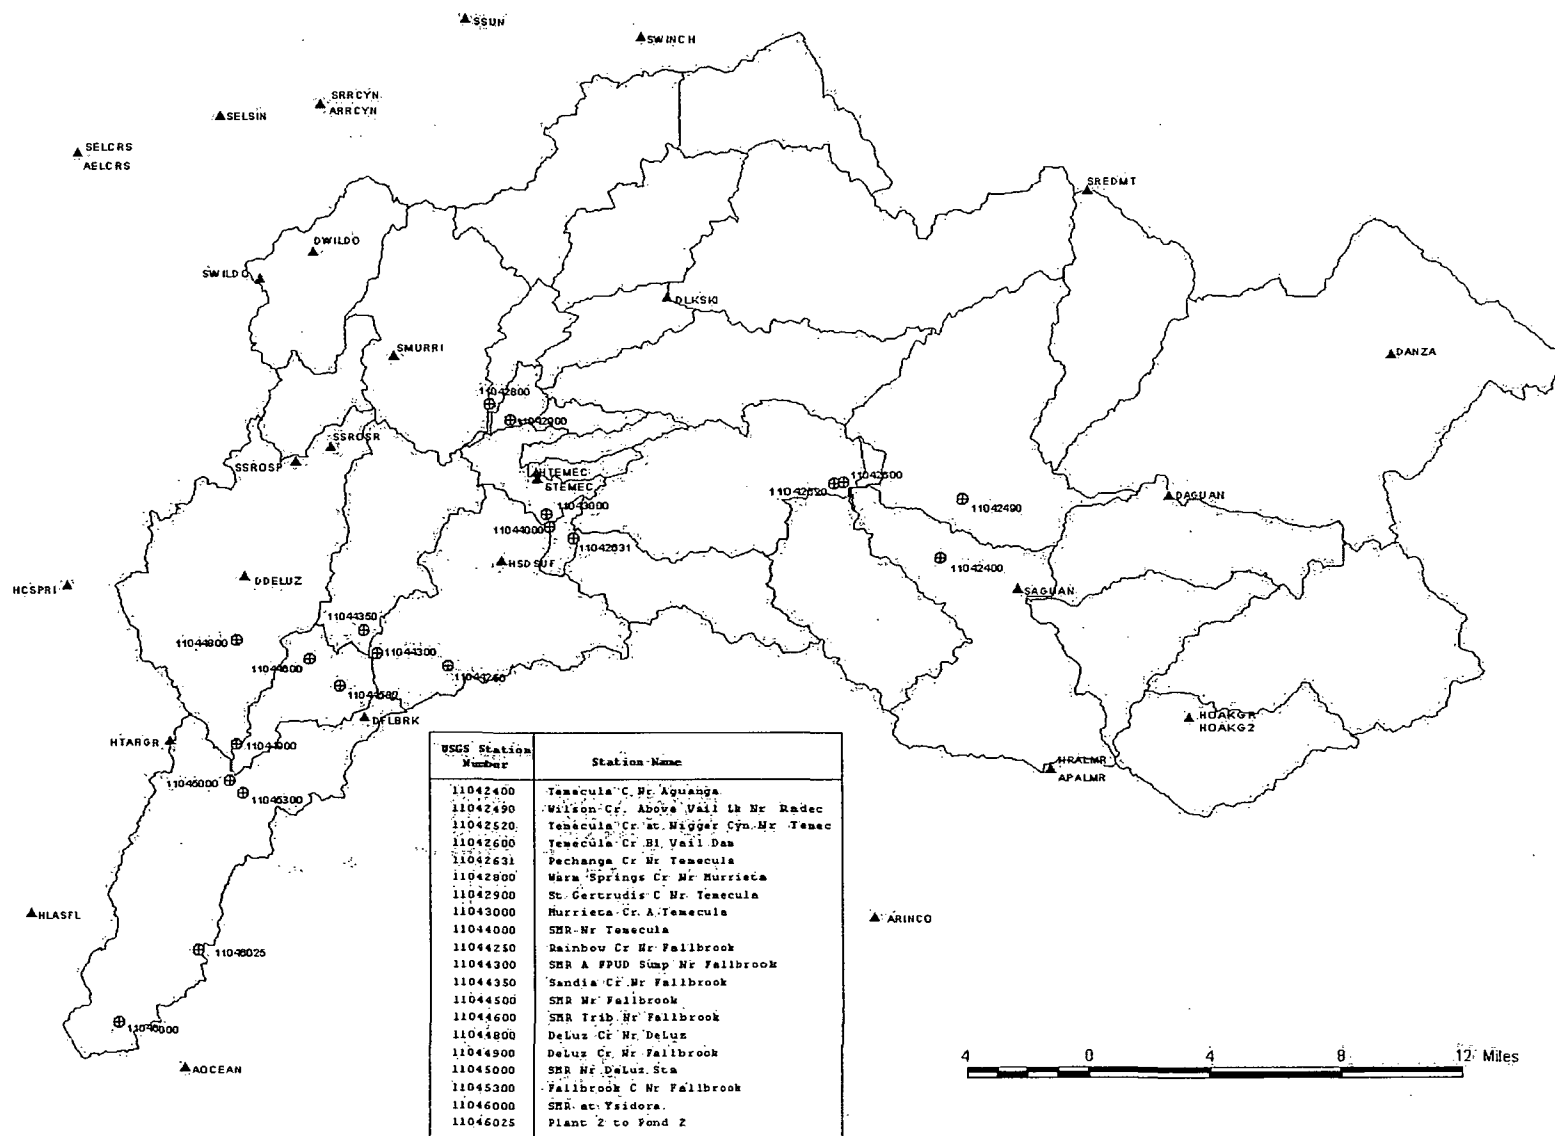 SSUN
SWINCH
SRRCYN
ARRCYN
SELSIN
SELCRS
AELCRS
SREDMT
DWILDO
SWILDO
DLKSKI
SMURRI
DANZA
11042800
11042900
SSROSR
SSROSP
HTEMEC
STEMEC
11042600
11042520
DAGUAN
11042490
11043000
11044000
11042631
HSDSUF
11042400
DDELUZ
HCSPRI
SAGUAN
11044350
11044800
11044300
11044600
11044250
11044500
DFLBRK
HOAKGR
HOAKG2
HTARGR
11044900
HRALMR
APALMR
11045000
11045300
HLASFL
ARINCO
11046025
11046000
AOCEAN
USGS Station
Number Station Name
11042400 Temecula C Nr Aguanga
11042490 Wilson Cr. Above Vail Lk Nr Radec
11042520 Temecula Cr at Nigger Cyn Nr Temec
11042600 Temecula Cr Bl Vail Dam
11042631 Pechanga Cr Nr Temecula
11042800 Warm Springs Cr Nr Murrieta
11042900 St Gertrudis C Nr Temecula
11043000 Murrieta Cr A Temecula
11044000 SMR Nr Temecula
11044250 Rainbow Cr Nr Fallbrook
11044300 SMR A FPUD Sump Nr Fallbrook
11044350 Sandia Cr Nr Fallbrook
11044500 SMR Nr Fallbrook
11044600 SMR Trib Nr Fallbrook
11044800 DeLuz Cr Nr DeLuz
11044900 DeLuz Cr Nr Fallbrook
11045000 SMR Nr DeLuz Sta
11045300 Fallbrook C Nr Fallbrook
11046000 SMR at Ysidora
11046025 Plant 2 to Pond 2
4 0 4 8 12 Miles